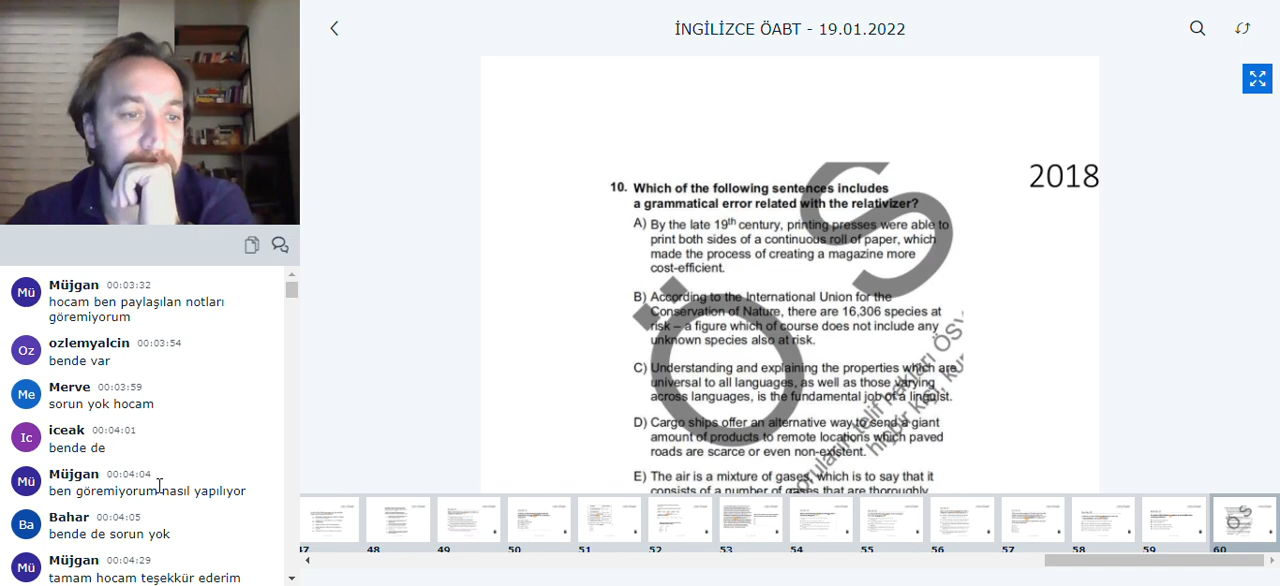 İNGİLİZCE ÖABT - 19.01.2022
2018
10. Which of the following sentences includes
a grammatical error related with the relativizer?
A) By the late 19th century, printing presses were able to
print both sides of a continuous roll of paper, which
made the process of creating a magazine more
cost-efficient.
B) According to the International Union for the
Conservation of Nature, there are 16,306 species at
risk – a figure which of course does not include any
unknown species also at risk.
C) Understanding and explaining the properties which are
universal to all languages, as well as those varying
across languages, is the fundamental job of a linguist.
D) Cargo ships offer an alternative way to send a giant
amount of products to remote locations which paved
roads are scarce or even non-existent.
E) The air is a mixture of gases, which is to say that it
consists of a number of gases that are thoroughly
ÖS
Mü
Müjgan 00:03:32
hocam ben paylaşılan notları
göremiyorum
Oz
ozlemyalcin 00:03:54
bende var
Me
Merve 00:03:59
sorun yok hocam
Ic
iceak 00:04:01
bende de
Mü
Müjgan 00:04:04
ben göremiyorum nasıl yapılıyor
Ba
Bahar 00:04:05
bende de sorun yok
Mü
Müjgan 00:04:29
tamam hocam teşekkür ederim
47 48 49 50 51 52 53 54 55 56 57 58 59 60